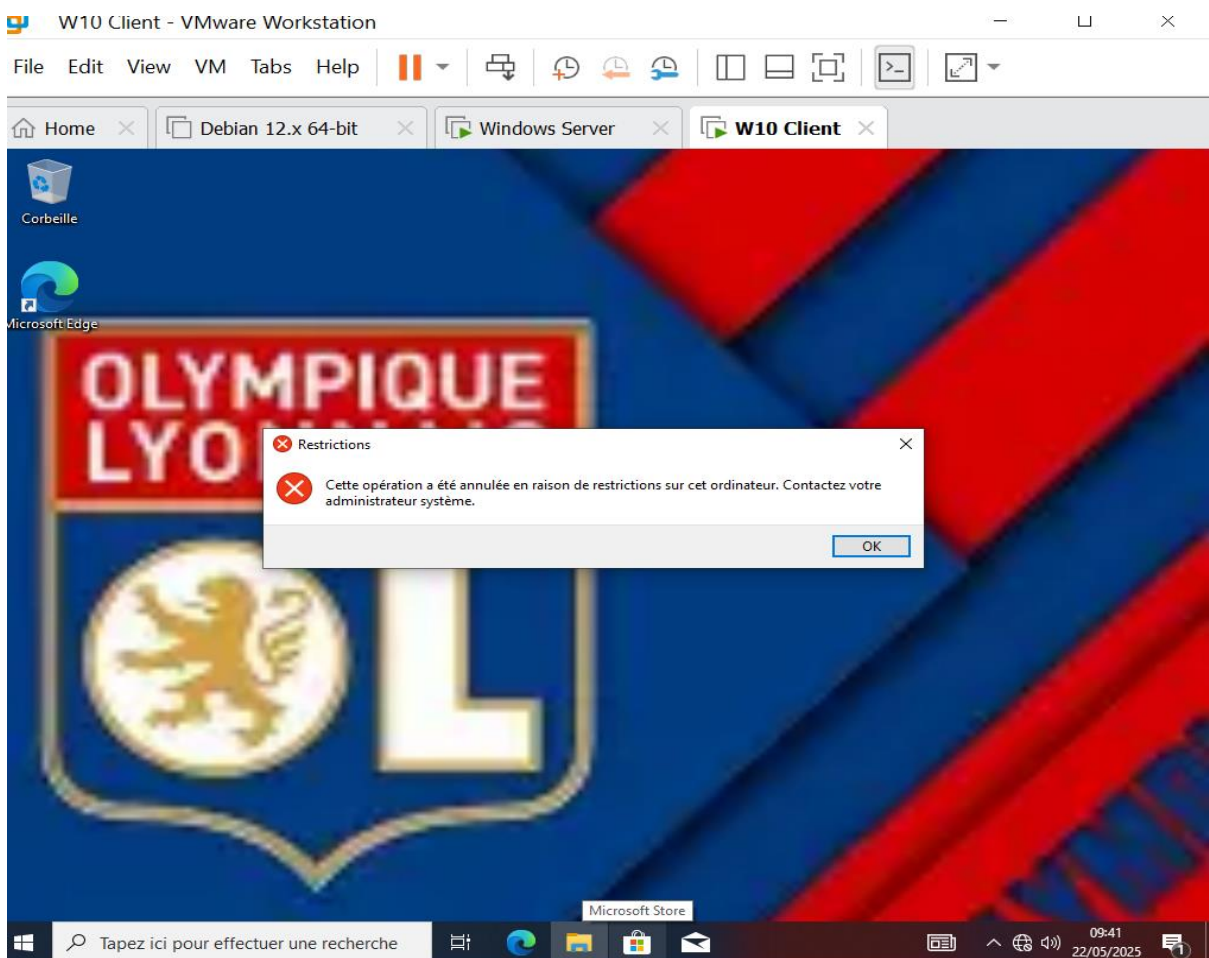 W10 Client - VMware Workstation
File Edit View VM Tabs Help
Home
Debian 12.x 64-bit
Windows Server
W10 Client
Corbeille
Microsoft Edge
OLYMPIQUE
Restrictions
Cette opération a été annulée en raison de restrictions sur cet ordinateur. Contactez votre
administrateur système.
OK
OL
Microsoft Store
Tapez ici pour effectuer une recherche
09:41
22/05/2025
1